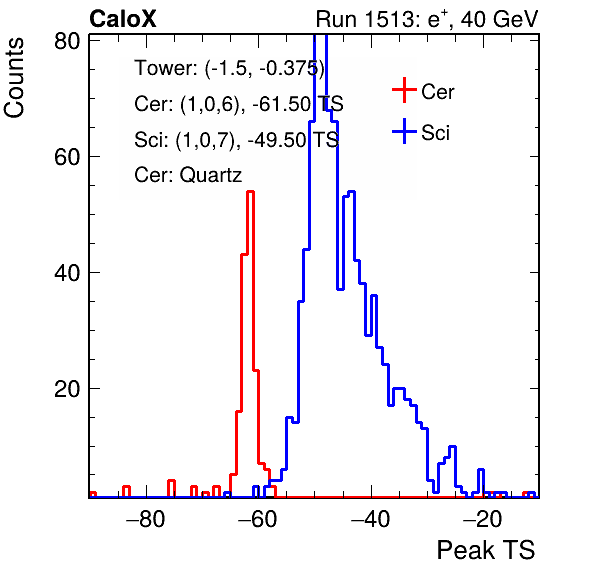 CaloX Run 1513: e⁺, 40 GeV
Counts
80
Tower: (-1.5, -0.375)
Cer: (1,0,6), -61.50 TS
Cer
Sci: (1,0,7), -49.50 TS
Sci
60
Cer: Quartz
40
20
−80 −60 −40 −20
Peak TS